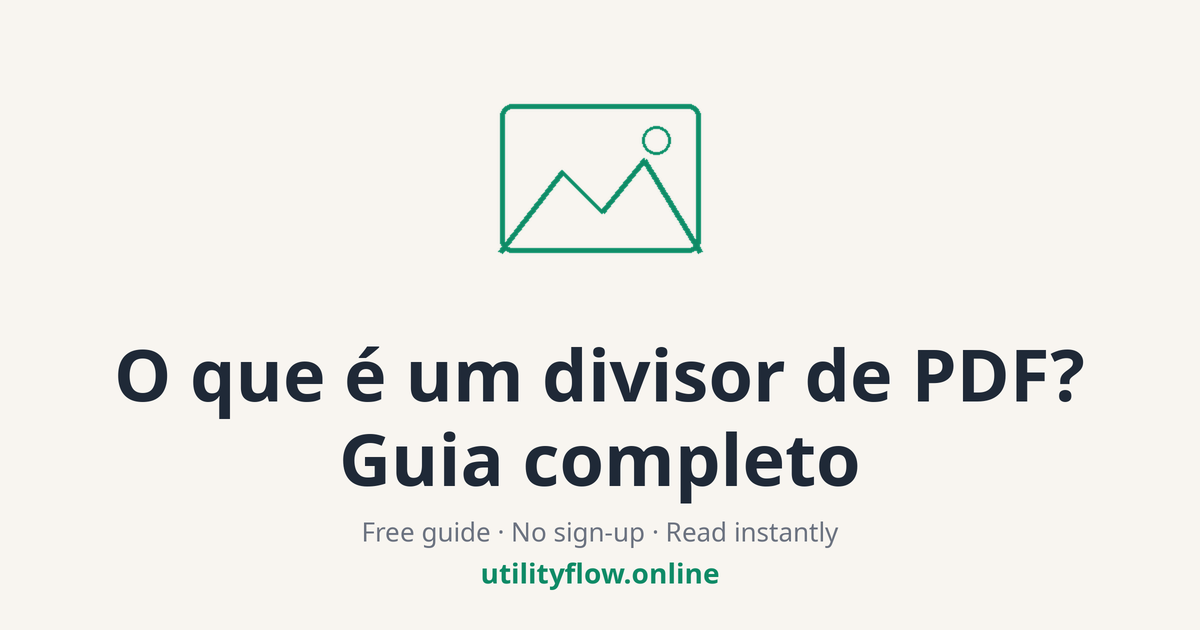 O que é um divisor de PDF?
Guia completo
Free guide · No sign-up · Read instantly
utilityflow.online